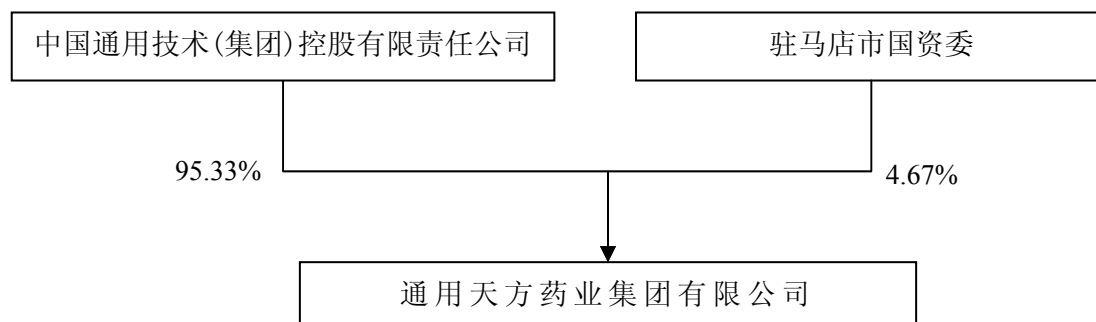 中国通用技术(集团)控股有限责任公司
驻马店市国资委
95.33%
4.67%
通用天方药业集团有限公司